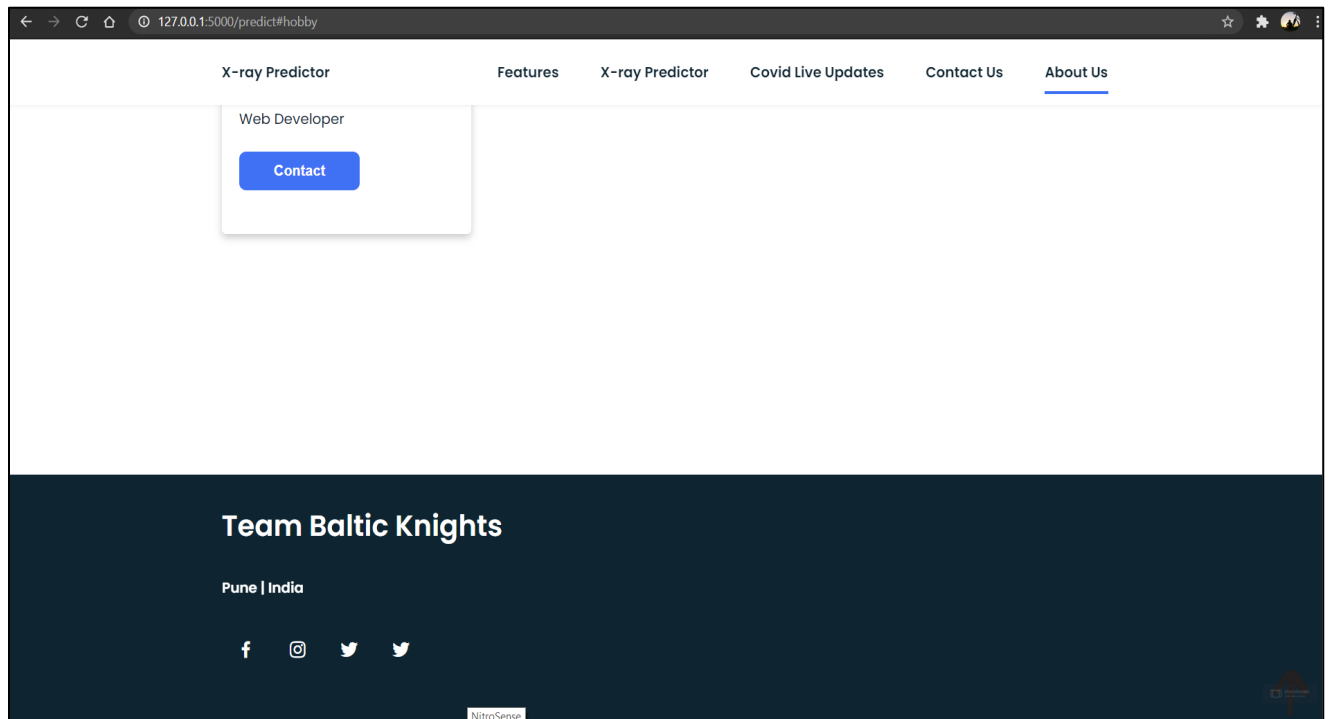 127.0.0.1:5000/predict#hobby
X-ray Predictor Features X-ray Predictor Covid Live Updates Contact Us About Us
Web Developer
Contact
Team Baltic Knights
Pune | India
NitroSense